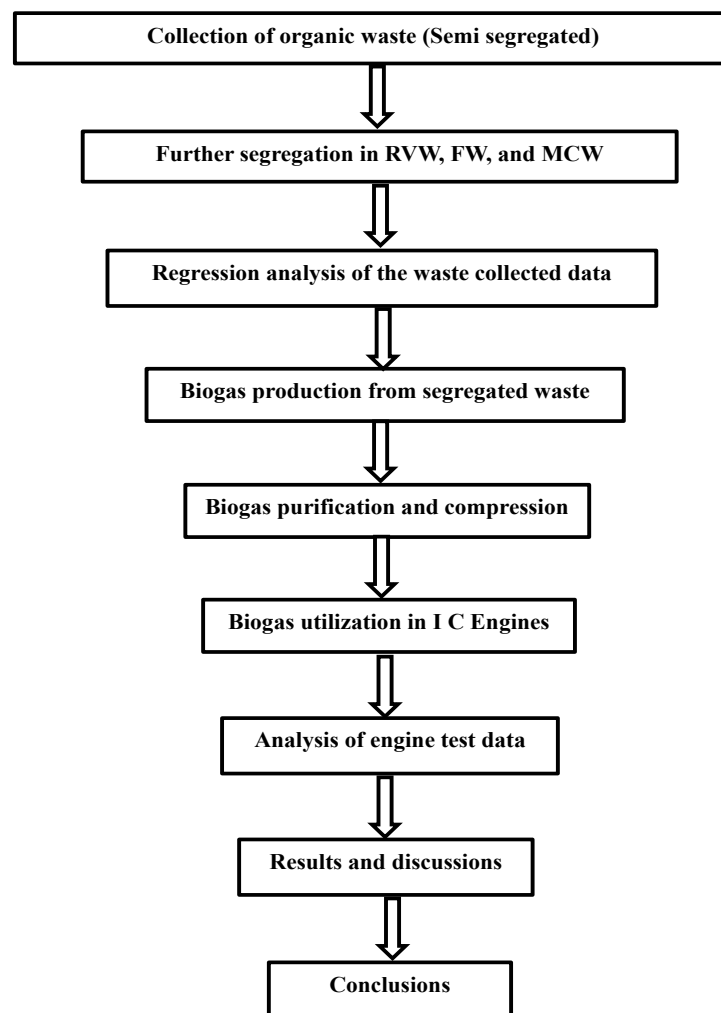 Collection of organic waste (Semi segregated)
Further segregation in RVW, FW, and MCW
Regression analysis of the waste collected data
Biogas production from segregated waste
Biogas purification and compression
Biogas utilization in I C Engines
Analysis of engine test data
Results and discussions
Conclusions